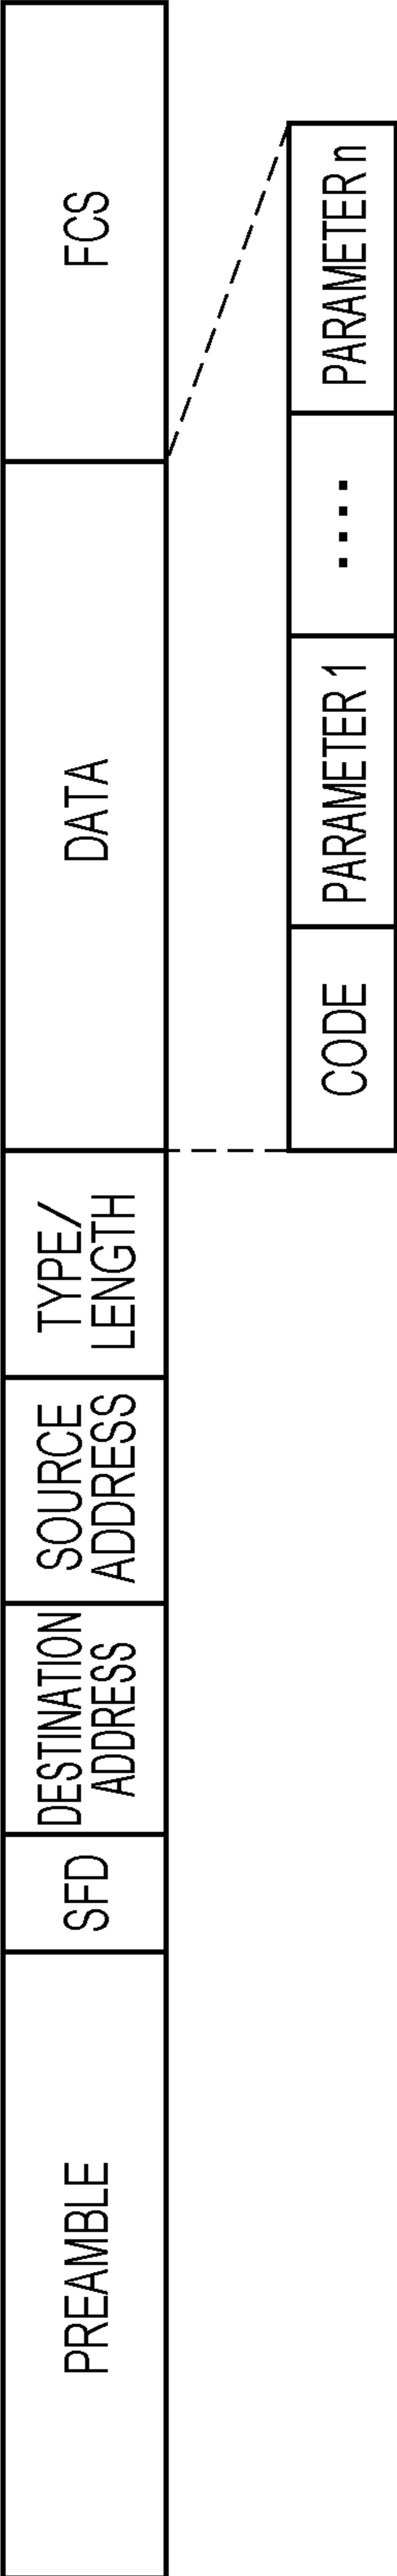 PREAMBLE
SFD
DESTINATION
ADDRESS
SOURCE
ADDRESS
TYPE/
LENGTH
DATA
FCS
CODE
PARAMETER 1
....
PARAMETER n